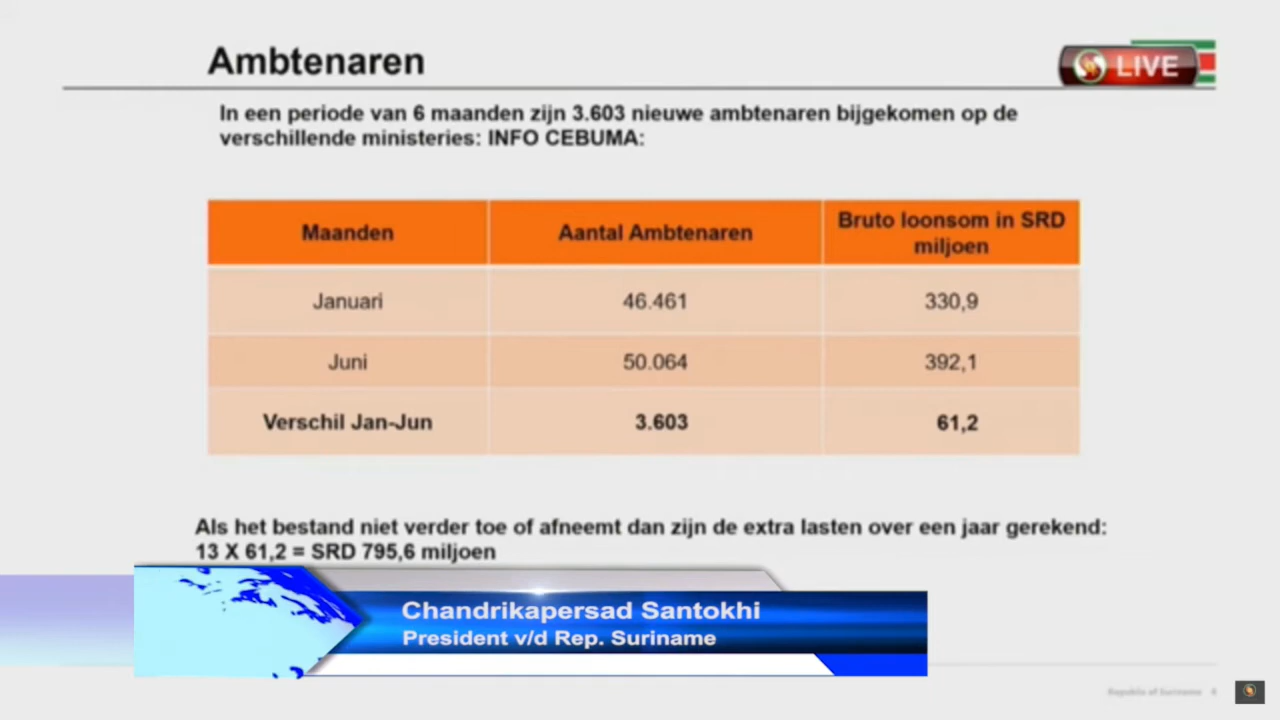 Ambtenaren
LIVE
In een periode van 6 maanden zijn 3.603 nieuwe ambtenaren bijgekomen op de
verschillende ministeries: INFO CEBUMA:
Maanden
Aantal Ambtenaren
Bruto loonsom in SRD
miljoen
Januari
46.461
330,9
Juni
50.064
392,1
Verschil Jan-Jun
3.603
61,2
Als het bestand niet verder toe of afneemt dan zijn de extra lasten over een jaar gerekend:
13 X 61,2 = SRD 795,6 miljoen
Chandrikapersad Santokhi
President v/d Rep. Suriname
Republic of Suriname